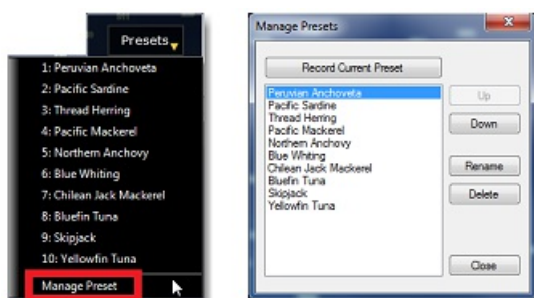 Presets
1: Peruvian Anchoveta
2: Pacific Sardine
3: Thread Herring
4: Pacific Mackerel
5: Northern Anchovy
6: Blue Whiting
7: Chilean Jack Mackerel
8: Bluefin Tuna
9: Skipjack
10: Yellowfin Tuna
Manage Preset
Manage Presets
Record Current Preset
Peruvian Anchoveta
Pacific Sardine
Thread Herring
Pacific Mackerel
Northern Anchovy
Blue Whiting
Chilean Jack Mackerel
Bluefin Tuna
Skipjack
Yellowfin Tuna
Up
Down
Rename
Delete
Close